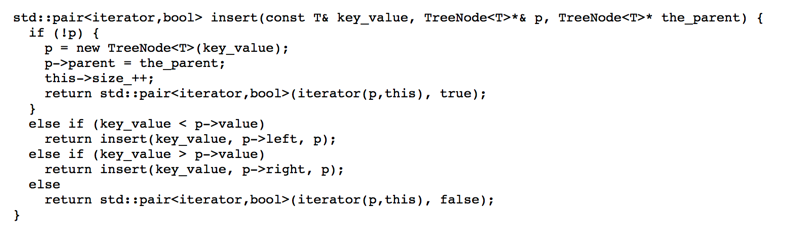 std::pair<iterator,bool> insert(const T& key_value, TreeNode<T>*& p, TreeNode<T>* the_parent) {
  if (!p) {
    p = new TreeNode<T>(key_value);
    p->parent = the_parent;
    this->size_++;
    return std::pair<iterator,bool>(iterator(p,this), true);
  }
  else if (key_value < p->value)
    return insert(key_value, p->left, p);
  else if (key_value > p->value)
    return insert(key_value, p->right, p);
  else
    return std::pair<iterator,bool>(iterator(p,this), false);
}